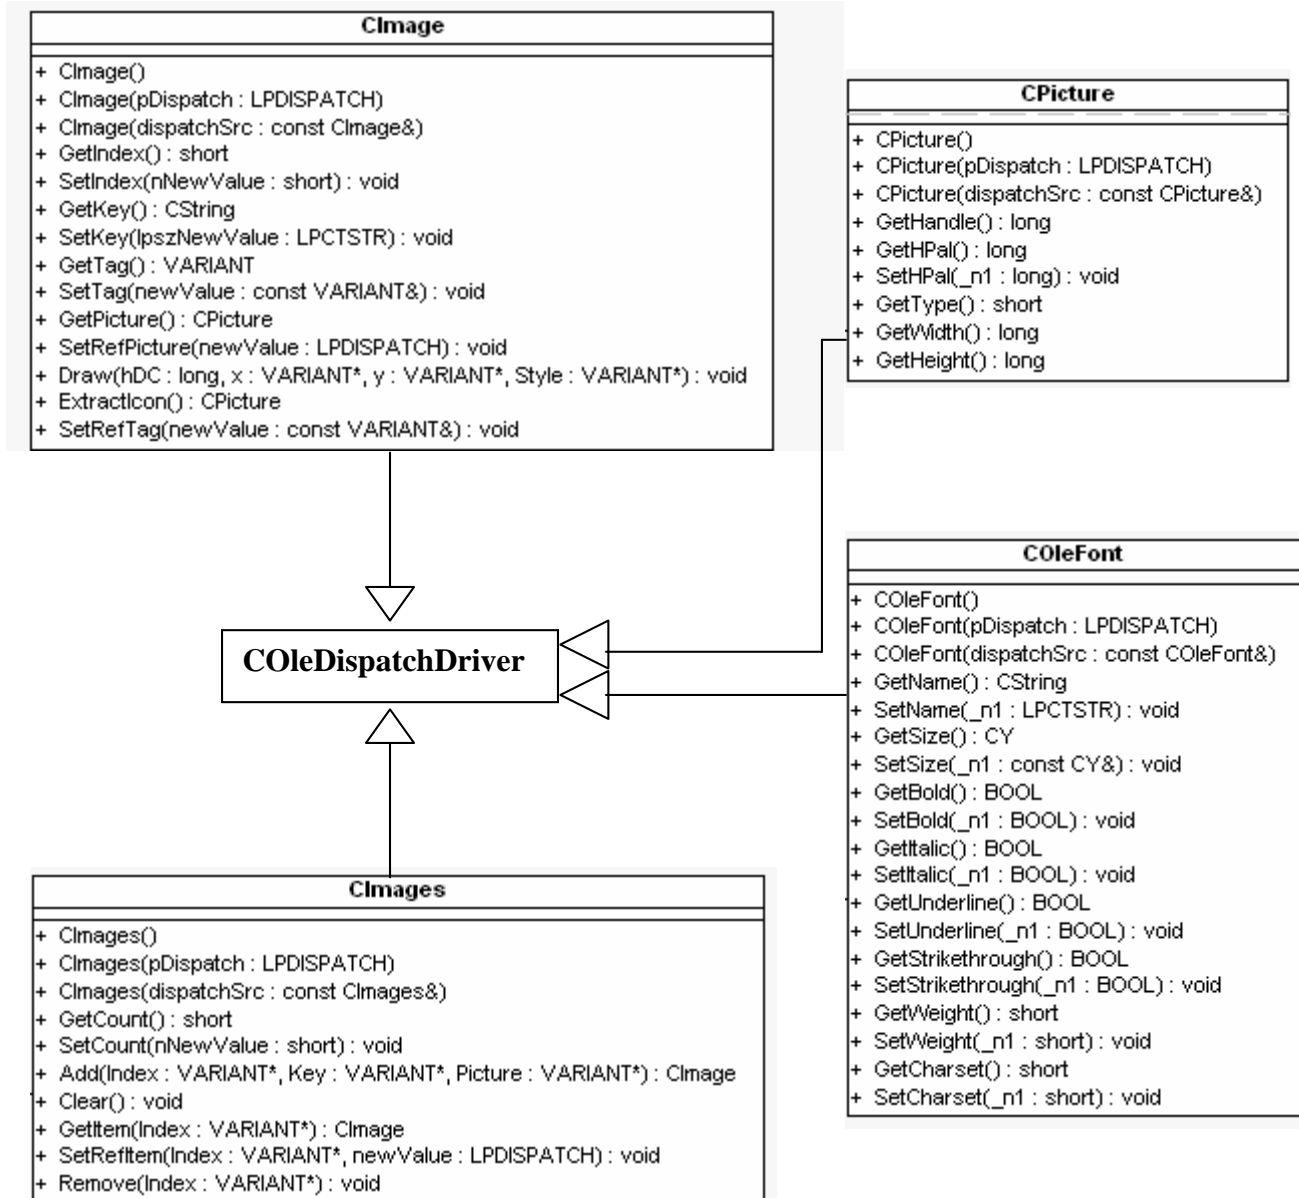 CImage
+ CImage()
+ CImage(pDispatch : LPDISPATCH)
+ CImage(dispatchSrc : const CImage&)
+ GetIndex() : short
+ SetIndex(nNewValue : short) : void
+ GetKey() : CString
+ SetKey(lpszNewValue : LPCTSTR) : void
+ GetTag() : VARIANT
+ SetTag(newValue : const VARIANT&) : void
+ GetPicture() : CPicture
+ SetRefPicture(newValue : LPDISPATCH) : void
+ Draw(hDC : long, x : VARIANT*, y : VARIANT*, Style : VARIANT*) : void
+ ExtractIcon() : CPicture
+ SetRefTag(newValue : const VARIANT&) : void
CPicture
+ CPicture()
+ CPicture(pDispatch : LPDISPATCH)
+ CPicture(dispatchSrc : const CPicture&)
+ GetHandle() : long
+ GetHPal() : long
+ SetHPal(_n1 : long) : void
+ GetType() : short
+ GetWidth() : long
+ GetHeight() : long
COleDispatchDriver
COleFont
+ COleFont()
+ COleFont(pDispatch : LPDISPATCH)
+ COleFont(dispatchSrc : const COleFont&)
+ GetName() : CString
+ SetName(_n1 : LPCTSTR) : void
+ GetSize() : CY
+ SetSize(_n1 : const CY&) : void
+ GetBold() : BOOL
+ SetBold(_n1 : BOOL) : void
+ GetItalic() : BOOL
+ SetItalic(_n1 : BOOL) : void
+ GetUnderline() : BOOL
+ SetUnderline(_n1 : BOOL) : void
+ GetStrikethrough() : BOOL
+ SetStrikethrough(_n1 : BOOL) : void
+ GetWeight() : short
+ SetWeight(_n1 : short) : void
+ GetCharset() : short
+ SetCharset(_n1 : short) : void
CImages
+ CImages()
+ CImages(pDispatch : LPDISPATCH)
+ CImages(dispatchSrc : const CImages&)
+ GetCount() : short
+ SetCount(nNewValue : short) : void
+ Add(Index : VARIANT*, Key : VARIANT*, Picture : VARIANT*) : CImage
+ Clear() : void
+ GetItem(Index : VARIANT*) : CImage
+ SetRefItem(Index : VARIANT*, newValue : LPDISPATCH) : void
+ Remove(Index : VARIANT*) : void